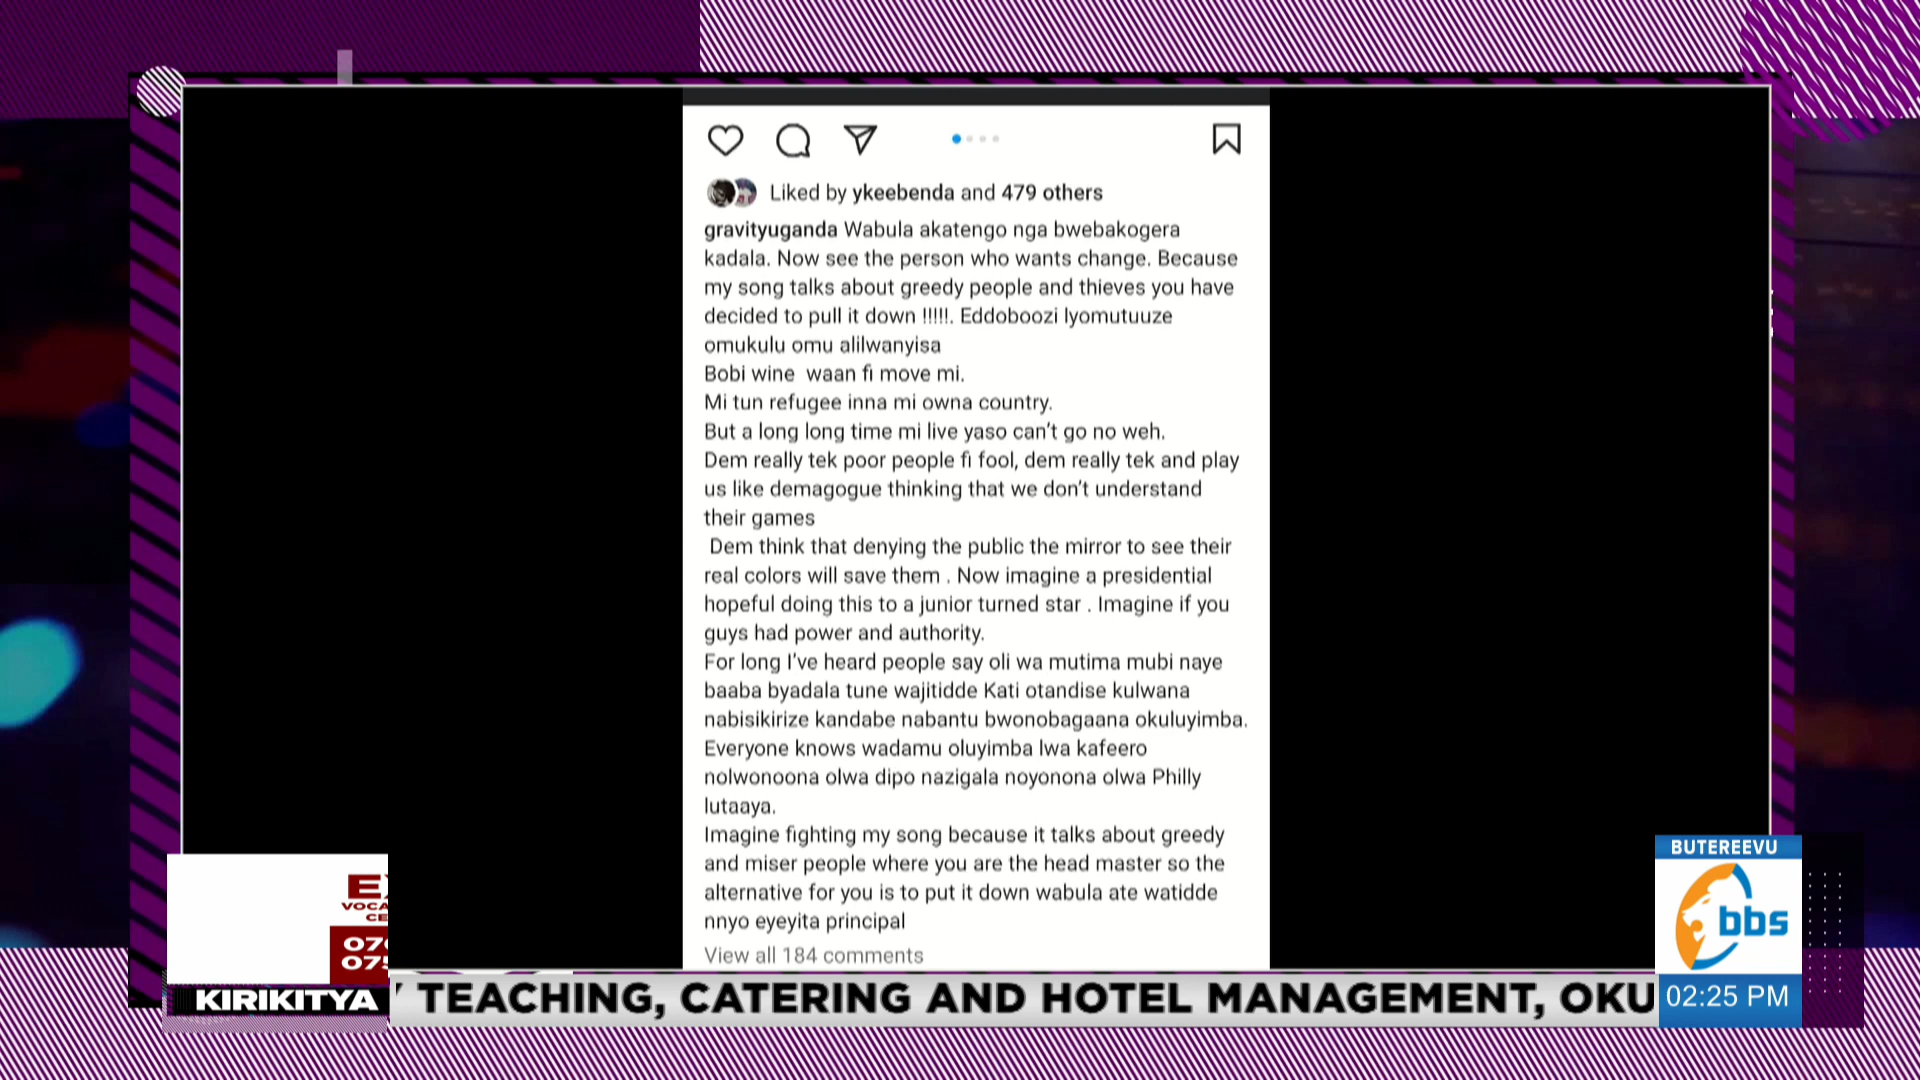 Liked by ykeebenda and 479 others
gravityuganda Wabula akatengo nga bwebakogera
kadala. Now see the person who wants change. Because
my song talks about greedy people and thieves you have
decided to pull it down !!!!!. Eddoboozi lyomutuuze
omukulu omu alilwanyisa
Bobi wine waan fi move mi.
Mi tun refugee inna mi owna country.
But a long long time mi live yaso can't go no weh.
Dem really tek poor people fi fool, dem really tek and play
us like demagogue thinking that we don't understand
their games
Dem think that denying the public the mirror to see their
real colors will save them . Now imagine a presidential
hopeful doing this to a junior turned star . Imagine if you
guys had power and authority.
For long I've heard people say oli wa mutima mubi naye
baaba byadala tune wajitidde Kati otandise kulwana
nabisikirize kandabe nabantu bwonobagaana okuluyimba.
Everyone knows wadamu oluyimba lwa kafeero
nolwonoona olwa dipo nazigala noyonona olwa Philly
lutaaya.
Imagine fighting my song because it talks about greedy
and miser people where you are the head master so the
alternative for you is to put it down wabula ate watidde
nnyo eyeyita principal
View all 184 comments
BUTEREEVU
bbs
02:25 PM
VOCA
CE
07
075
KIRIKITYA
TEACHING, CATERING AND HOTEL MANAGEMENT, OKU